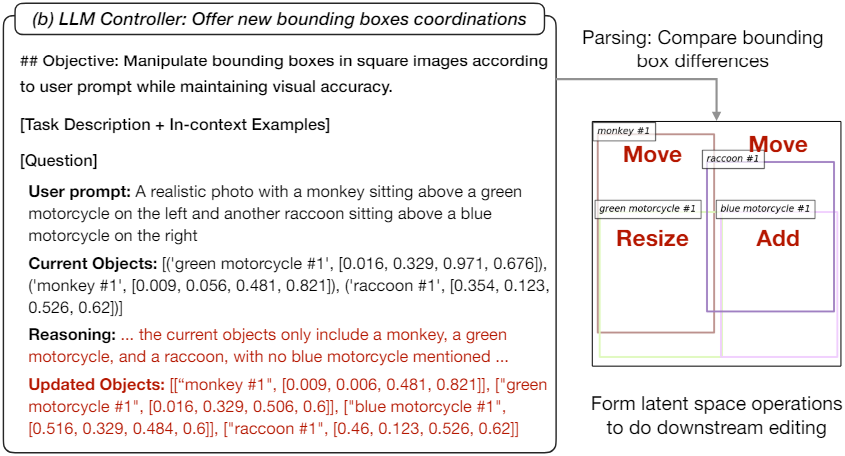 (b) LLM Controller: Offer new bounding boxes coordinations
## Objective: Manipulate bounding boxes in square images according
to user prompt while maintaining visual accuracy.
[Task Description + In-context Examples]
[Question]
User prompt: A realistic photo with a monkey sitting above a green
motorcycle on the left and another raccoon sitting above a blue
motorcycle on the right
Current Objects: [('green motorcycle #1', [0.016, 0.329, 0.971, 0.676]),
('monkey #1', [0.009, 0.056, 0.481, 0.821]), ('raccoon #1', [0.354, 0.123,
0.526, 0.62])]
Reasoning: ... the current objects only include a monkey, a green
motorcycle, and a raccoon, with no blue motorcycle mentioned ...
Updated Objects: [[“monkey #1", [0.009, 0.006, 0.481, 0.821]], ["green
motorcycle #1", [0.016, 0.329, 0.506, 0.6]], ["blue motorcycle #1",
[0.516, 0.329, 0.484, 0.6]], ["raccoon #1", [0.46, 0.123, 0.526, 0.62]]
Parsing: Compare bounding
box differences
monkey #1
Move
Move
raccoon #1
green motorcycle #1
blue motorcycle #1
Resize
Add
Form latent space operations
to do downstream editing